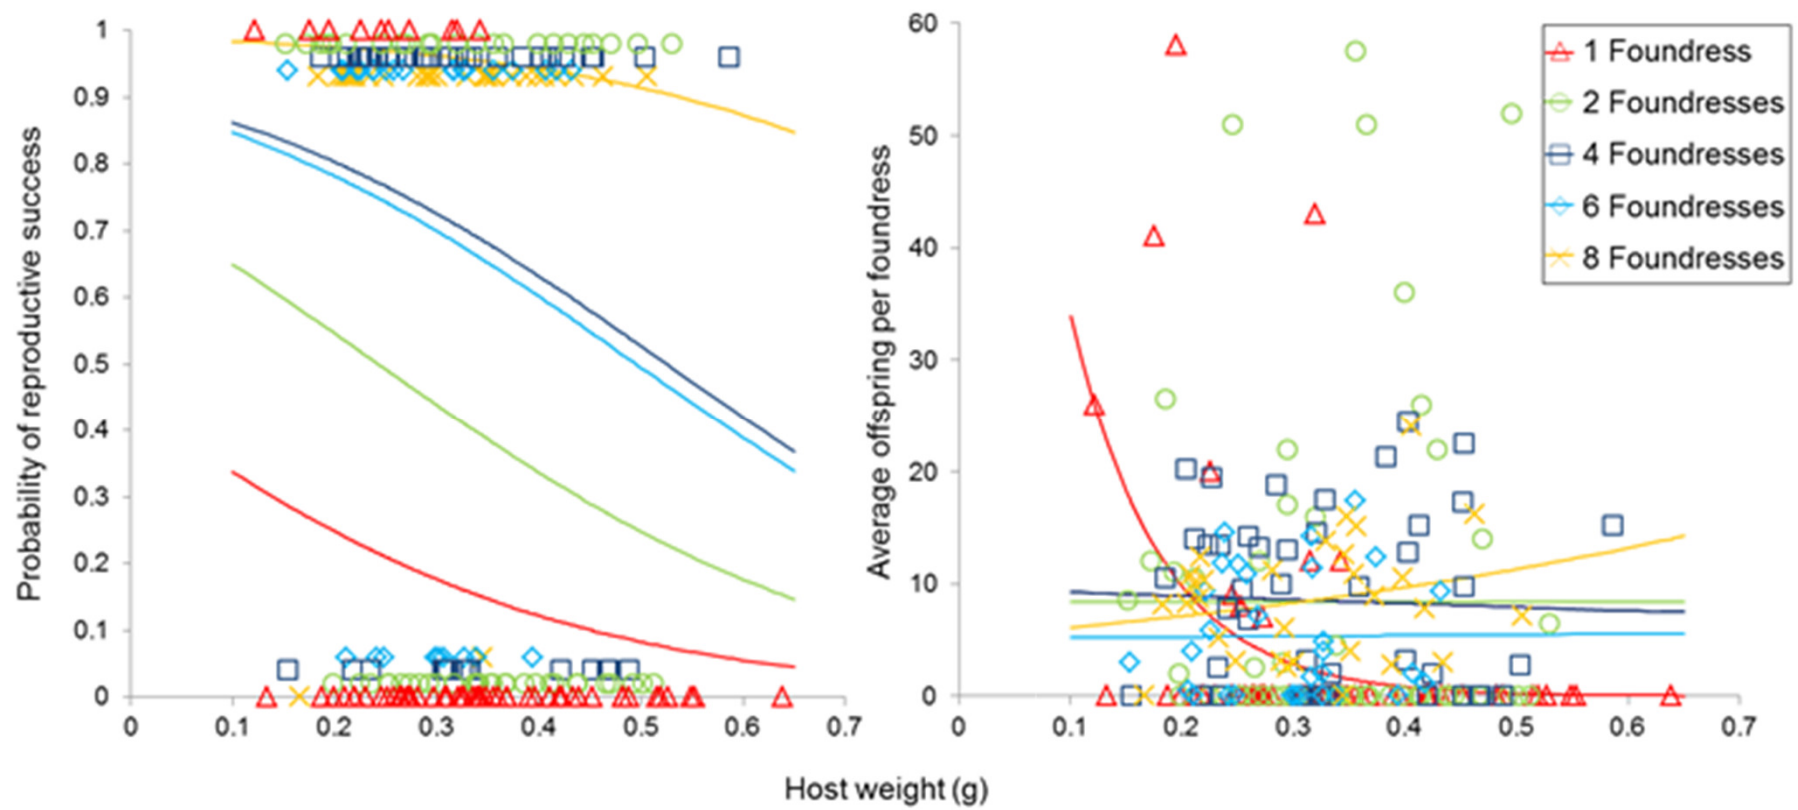 Probability of reproductive success
1
0.9
0.8
0.7
0.6
0.5
0.4
0.3
0.2
0.1
0
0 0.1 0.2 0.3 0.4 0.5 0.6 0.7
Average offspring per foundress
60
50
40
30
20
10
0
0 0.1 0.2 0.3 0.4 0.5 0.6 0.7
1 Foundress
2 Foundresses
4 Foundresses
6 Foundresses
8 Foundresses
Host weight (g)